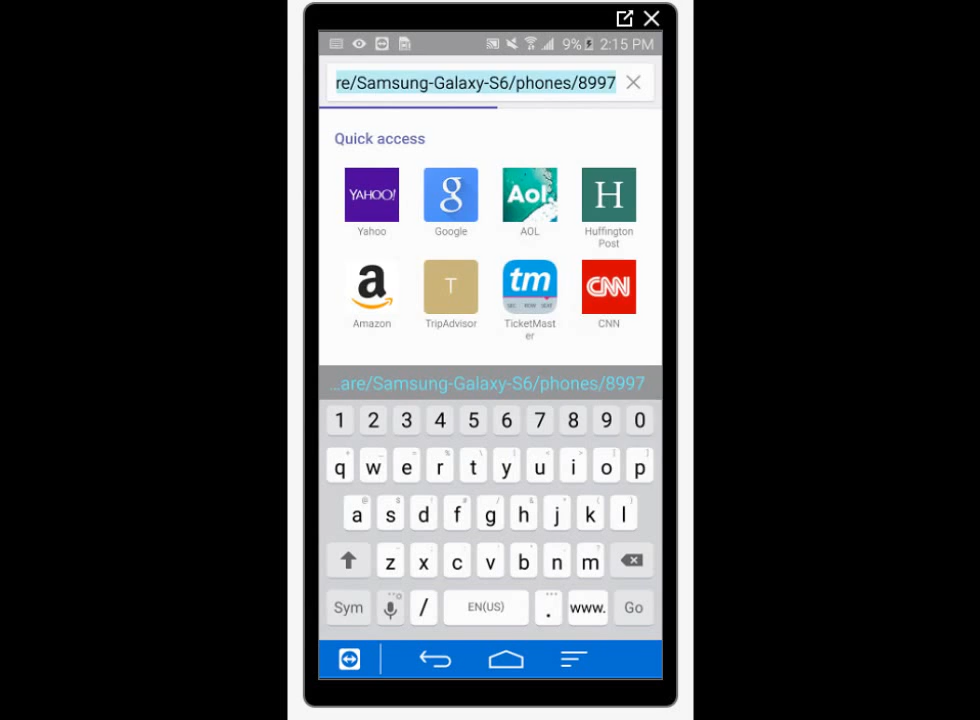 9% 2:15 PM
re/Samsung-Galaxy-S6/phones/8997
Quick access
YAHOO! g Aol. H
Yahoo Google AOL Huffington
Post
a T tm CNN
Amazon TripAdvisor TicketMast CNN
er
...are/Samsung-Galaxy-S6/phones/8997
1 2 3 4 5 6 7 8 9 0
q w e r t y u i o p
a s d f g h j k l
z x c v b n m
Sym / EN(US) . www. Go